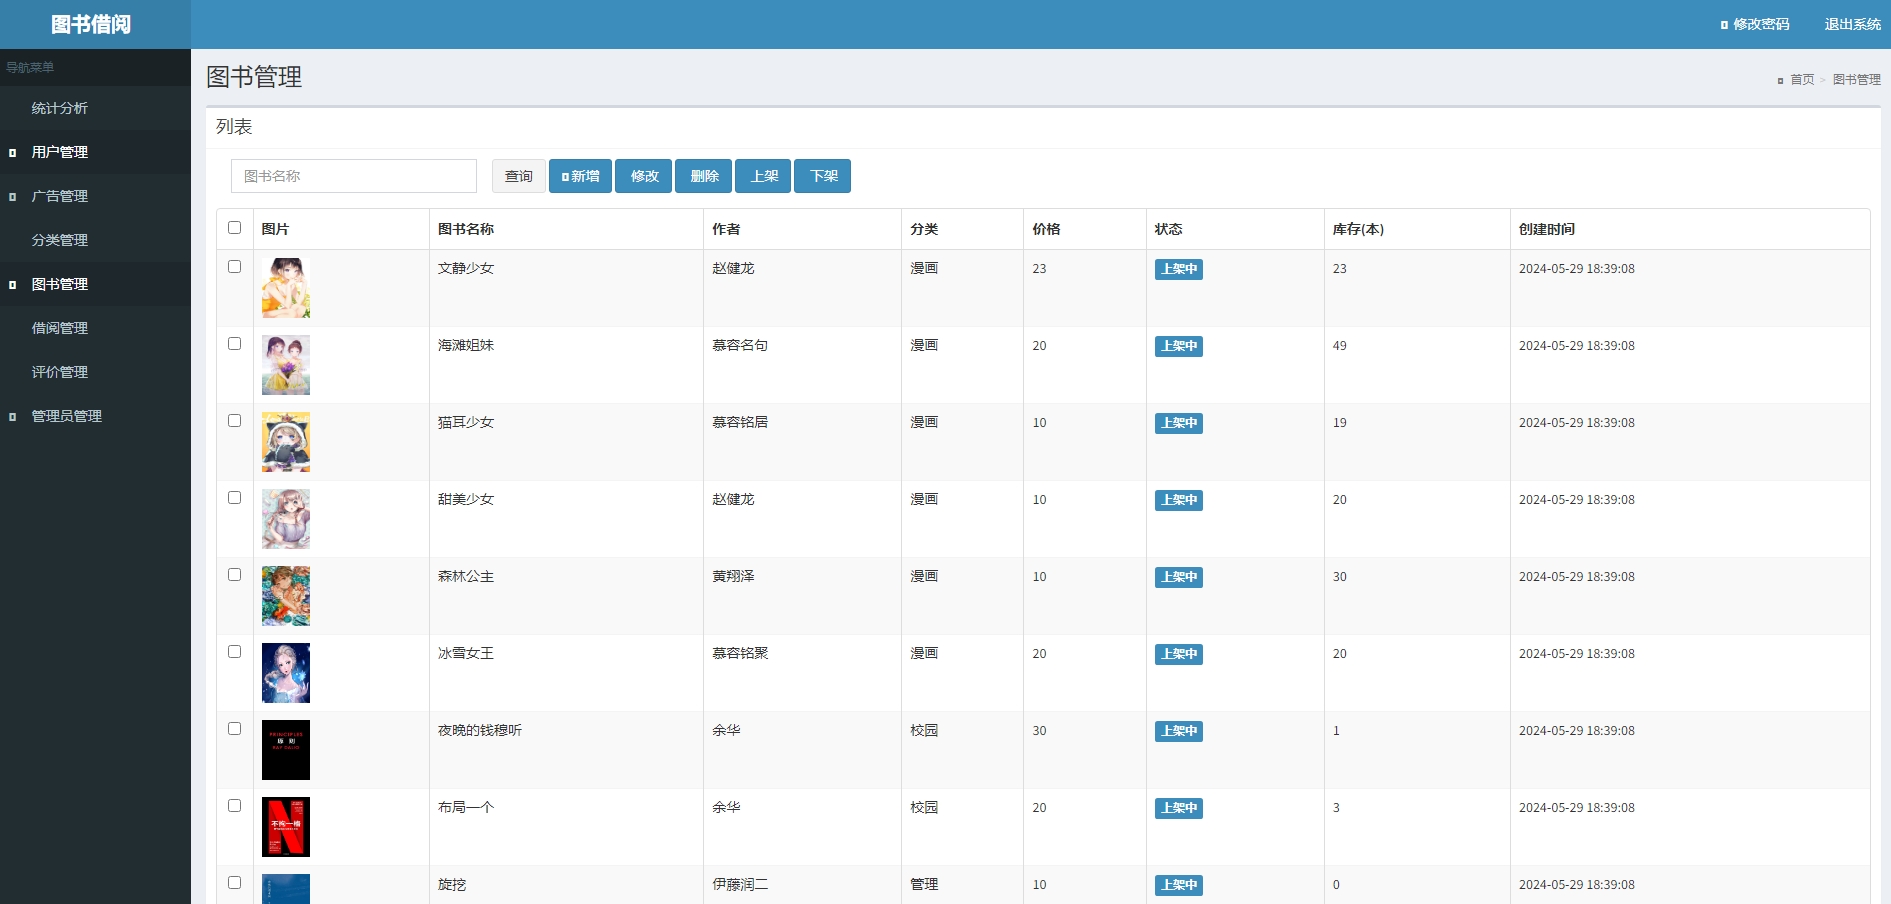 图书借阅
修改密码 退出系统
导航菜单
统计分析
用户管理
广告管理
分类管理
图书管理
借阅管理
评价管理
管理员管理
图书管理
首页 > 图书管理
列表
图书名称 查询 新增 修改 删除 上架 下架
图片 图书名称 作者 分类 价格 状态 库存(本) 创建时间
文静少女 赵健龙 漫画 23 上架中 23 2024-05-29 18:39:08
海滩姐妹 慕容名句 漫画 20 上架中 49 2024-05-29 18:39:08
猫耳少女 慕容铭居 漫画 10 上架中 19 2024-05-29 18:39:08
甜美少女 赵健龙 漫画 10 上架中 20 2024-05-29 18:39:08
森林公主 黄翔泽 漫画 10 上架中 30 2024-05-29 18:39:08
冰雪女王 慕容铭聚 漫画 20 上架中 20 2024-05-29 18:39:08
PRINCIPLES
原 则
夜晚的钱穆听 余华 校园 30 上架中 1 2024-05-29 18:39:08
不拘一格
布局一个 余华 校园 20 上架中 3 2024-05-29 18:39:08
旋挖 伊藤润二 管理 10 上架中 0 2024-05-29 18:39:08